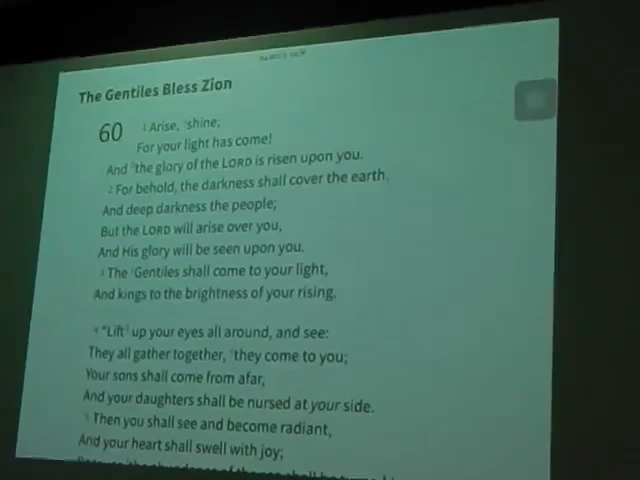 The Gentiles Bless Zion
60 1 Arise, shine;
For your light has come!
And the glory of the LORD is risen upon you.
2 For behold, the darkness shall cover the earth,
And deep darkness the people;
But the LORD will arise over you,
And His glory will be seen upon you.
3 The Gentiles shall come to your light,
And kings to the brightness of your rising.
4 "Lift up your eyes all around, and see:
They all gather together, they come to you;
Your sons shall come from afar,
And your daughters shall be nursed at your side.
5 Then you shall see and become radiant,
And your heart shall swell with joy;